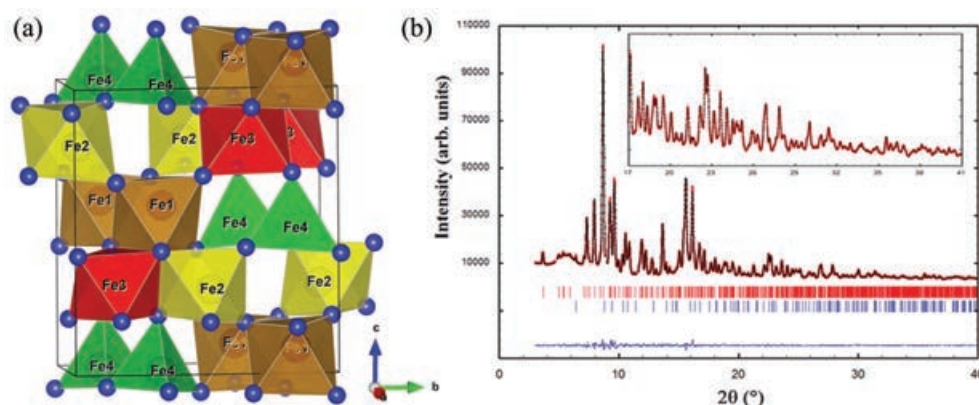 (a)
Fe4 Fe4
Fe2 Fe2 Fe3 3
Fe1 Fe1 Fe4 Fe4
Fe3 Fe2 Fe2
Fe4 Fe4
c
b
(b)
Intensity (arb. units)
110000
90000
70000
50000
30000
10000
17 20 23 26 29 32 35 38 41
0 10 20 30 40
2θ (°)